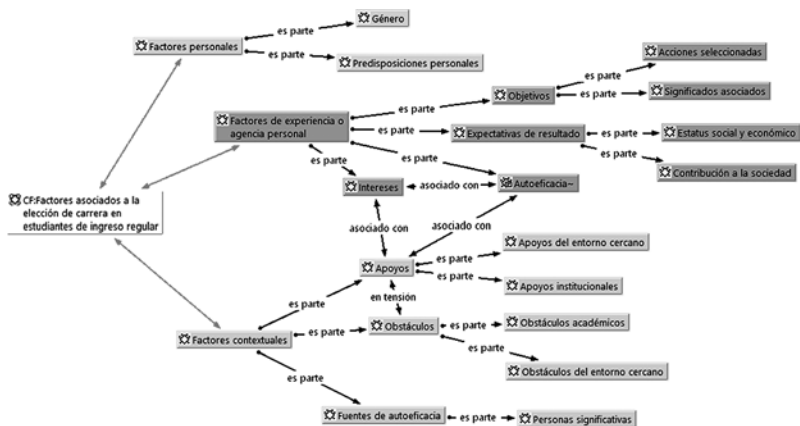 Género
es parte
Factores personales
es parte
Predisposiciones personales
Acciones seleccionadas
es parte
Objetivos
es parte
Significados asociados
es parte
Factores de experiencia o
agencia personal
es parte
Expectativas de resultado
es parte
Estatus social y económico
es parte
es parte
es parte
Contribución a la sociedad
Intereses
asociado con
Autoeficacia~
CF:Factores asociados a la
elección de carrera en
estudiantes de ingreso regular
asociado con
asociado con
Apoyos del entorno cercano
es parte
Apoyos
es parte
Apoyos institucionales
en tensión
es parte
Obstáculos académicos
Obstáculos
es parte
Factores contextuales
es parte
es parte
Obstáculos del entorno cercano
es parte
Fuentes de autoeficacia
es parte
Personas significativas